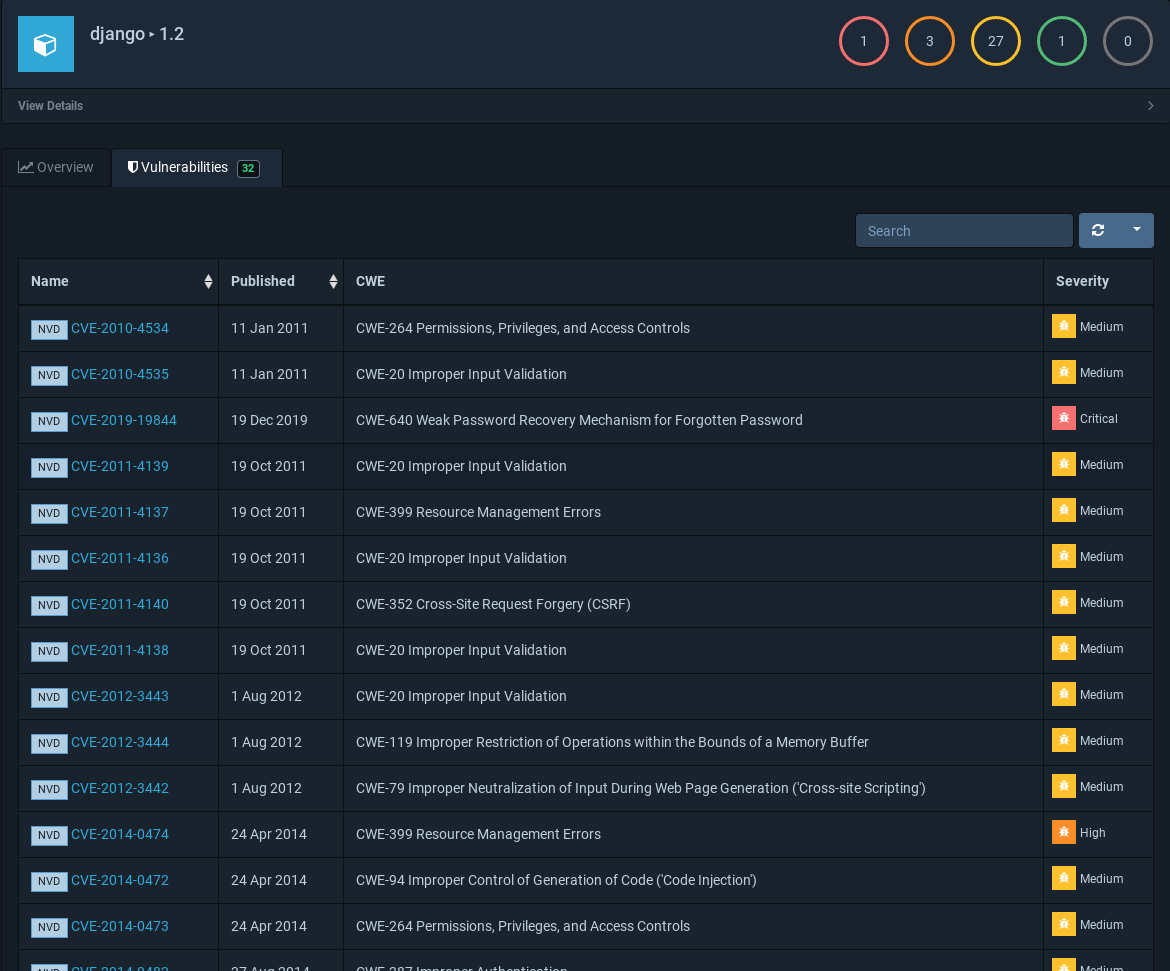 django ▸ 1.2
1 3 27 1 0
View Details
Overview Vulnerabilities 32
Search
Name Published CWE Severity
NVD CVE-2010-4534 11 Jan 2011 CWE-264 Permissions, Privileges, and Access Controls Medium
NVD CVE-2010-4535 11 Jan 2011 CWE-20 Improper Input Validation Medium
NVD CVE-2019-19844 19 Dec 2019 CWE-640 Weak Password Recovery Mechanism for Forgotten Password Critical
NVD CVE-2011-4139 19 Oct 2011 CWE-20 Improper Input Validation Medium
NVD CVE-2011-4137 19 Oct 2011 CWE-399 Resource Management Errors Medium
NVD CVE-2011-4136 19 Oct 2011 CWE-20 Improper Input Validation Medium
NVD CVE-2011-4140 19 Oct 2011 CWE-352 Cross-Site Request Forgery (CSRF) Medium
NVD CVE-2011-4138 19 Oct 2011 CWE-20 Improper Input Validation Medium
NVD CVE-2012-3443 1 Aug 2012 CWE-20 Improper Input Validation Medium
NVD CVE-2012-3444 1 Aug 2012 CWE-119 Improper Restriction of Operations within the Bounds of a Memory Buffer Medium
NVD CVE-2012-3442 1 Aug 2012 CWE-79 Improper Neutralization of Input During Web Page Generation ('Cross-site Scripting') Medium
NVD CVE-2014-0474 24 Apr 2014 CWE-399 Resource Management Errors High
NVD CVE-2014-0472 24 Apr 2014 CWE-94 Improper Control of Generation of Code ('Code Injection') Medium
NVD CVE-2014-0473 24 Apr 2014 CWE-264 Permissions, Privileges, and Access Controls Medium
NVD CVE-2014-0482 27 Aug 2014 CWE-287 Improper Authentication Medium